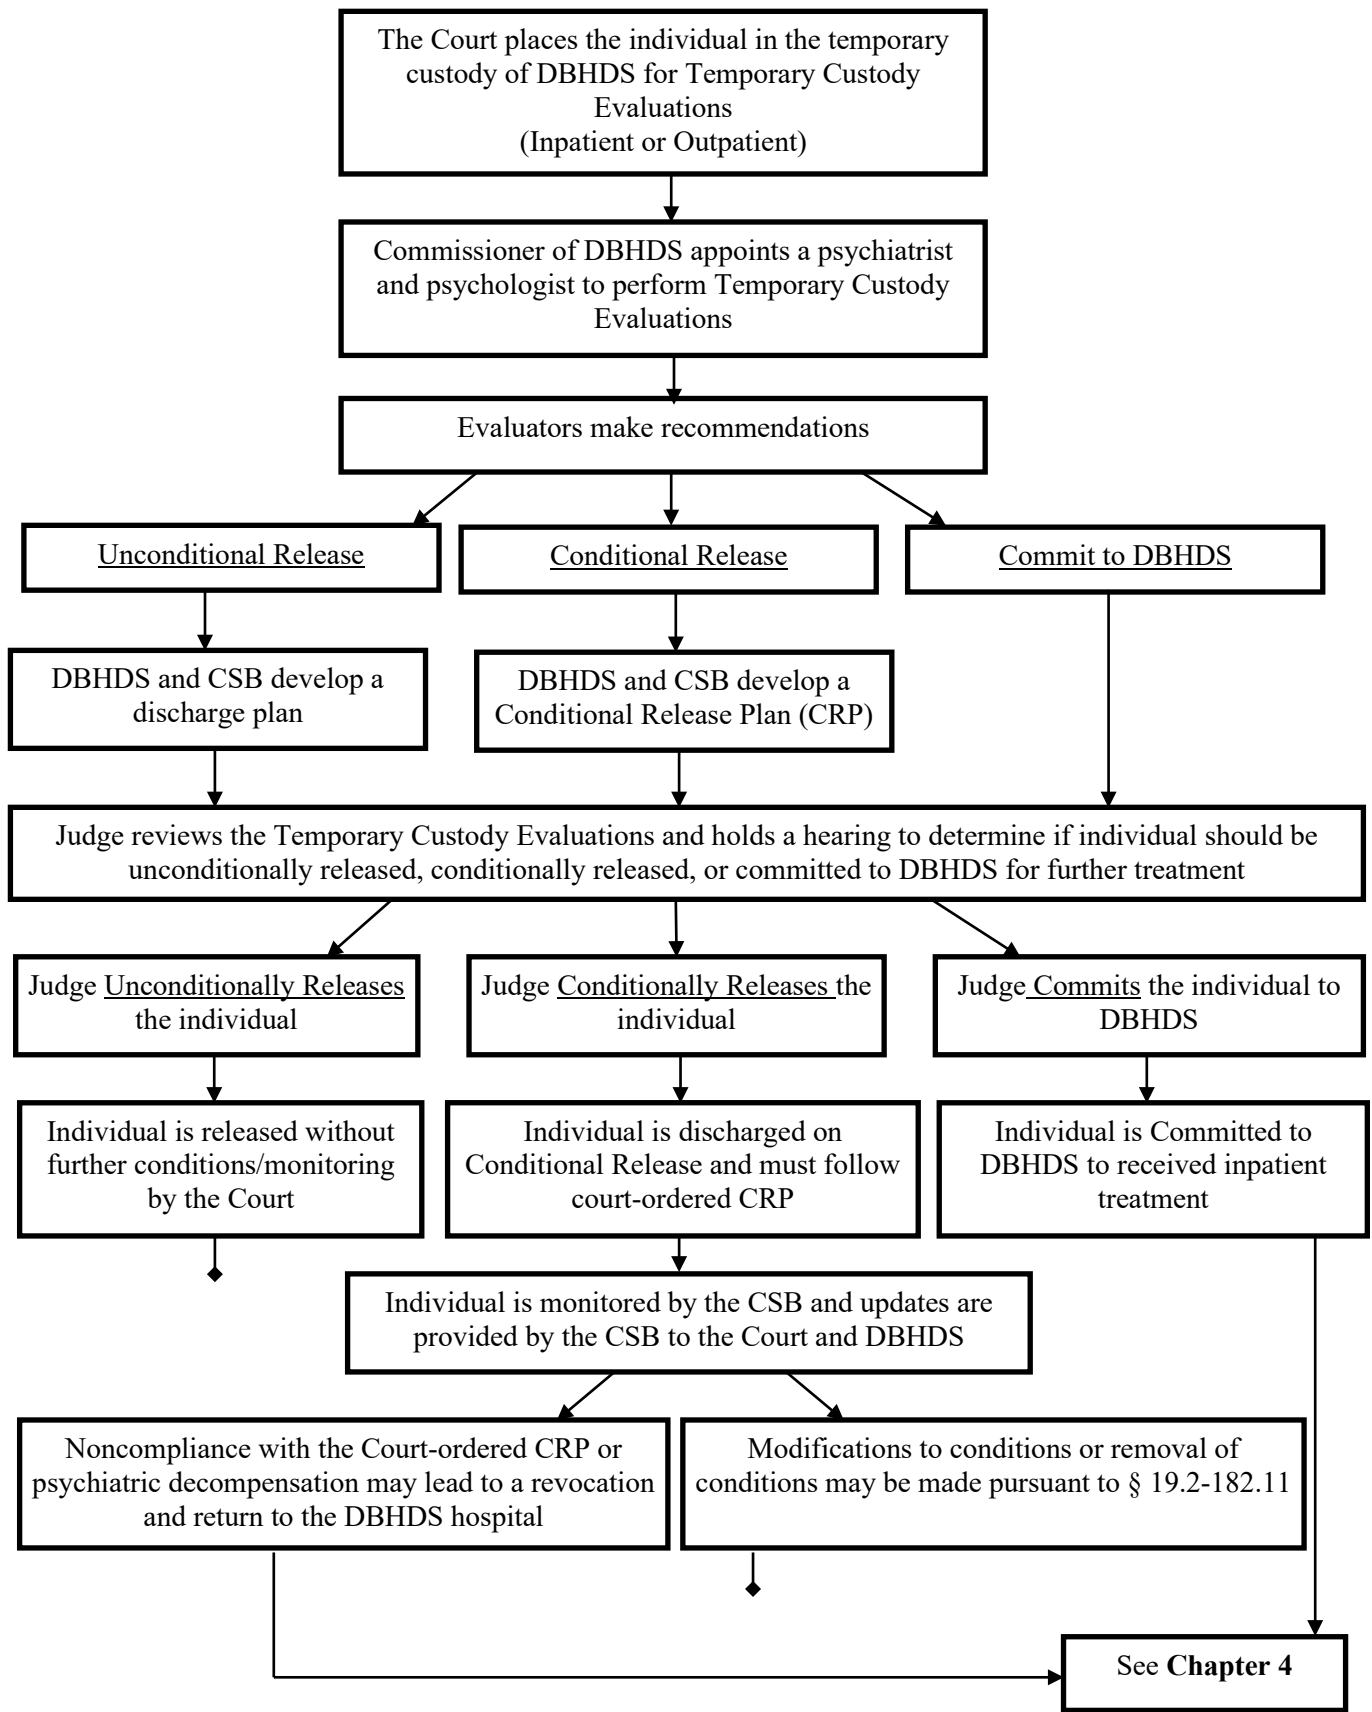 The Court places the individual in the temporary
custody of DBHDS for Temporary Custody
Evaluations
(Inpatient or Outpatient)
Commissioner of DBHDS appoints a psychiatrist
and psychologist to perform Temporary Custody
Evaluations
Evaluators make recommendations
Unconditional Release
Conditional Release
Commit to DBHDS
DBHDS and CSB develop a
discharge plan
DBHDS and CSB develop a
Conditional Release Plan (CRP)
Judge reviews the Temporary Custody Evaluations and holds a hearing to determine if individual should be
unconditionally released, conditionally released, or committed to DBHDS for further treatment
Judge Unconditionally Releases
the individual
Judge Conditionally Releases the
individual
Judge Commits the individual to
DBHDS
Individual is released without
further conditions/monitoring
by the Court
Individual is discharged on
Conditional Release and must follow
court-ordered CRP
Individual is Committed to
DBHDS to received inpatient
treatment
Individual is monitored by the CSB and updates are
provided by the CSB to the Court and DBHDS
Noncompliance with the Court-ordered CRP or
psychiatric decompensation may lead to a revocation
and return to the DBHDS hospital
Modifications to conditions or removal of
conditions may be made pursuant to § 19.2-182.11
See Chapter 4